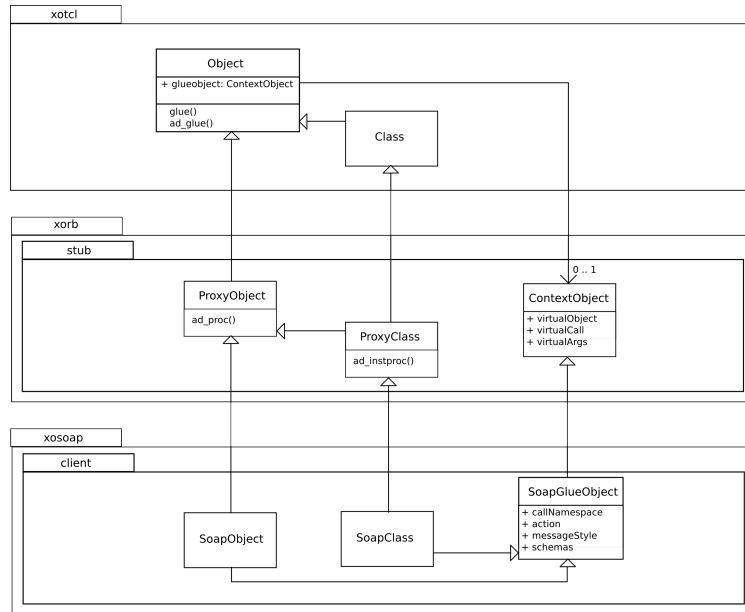 xotcl
Object
+ glueobject: ContextObject
glue()
ad_glue()
Class
xorb
stub
0 .. 1
ProxyObject
ad_proc()
ProxyClass
ad_instproc()
ContextObject
+ virtualObject
+ virtualCall
+ virtualArgs
xosoap
client
SoapObject
SoapClass
SoapGlueObject
+ callNamespace
+ action
+ messageStyle
+ schemas